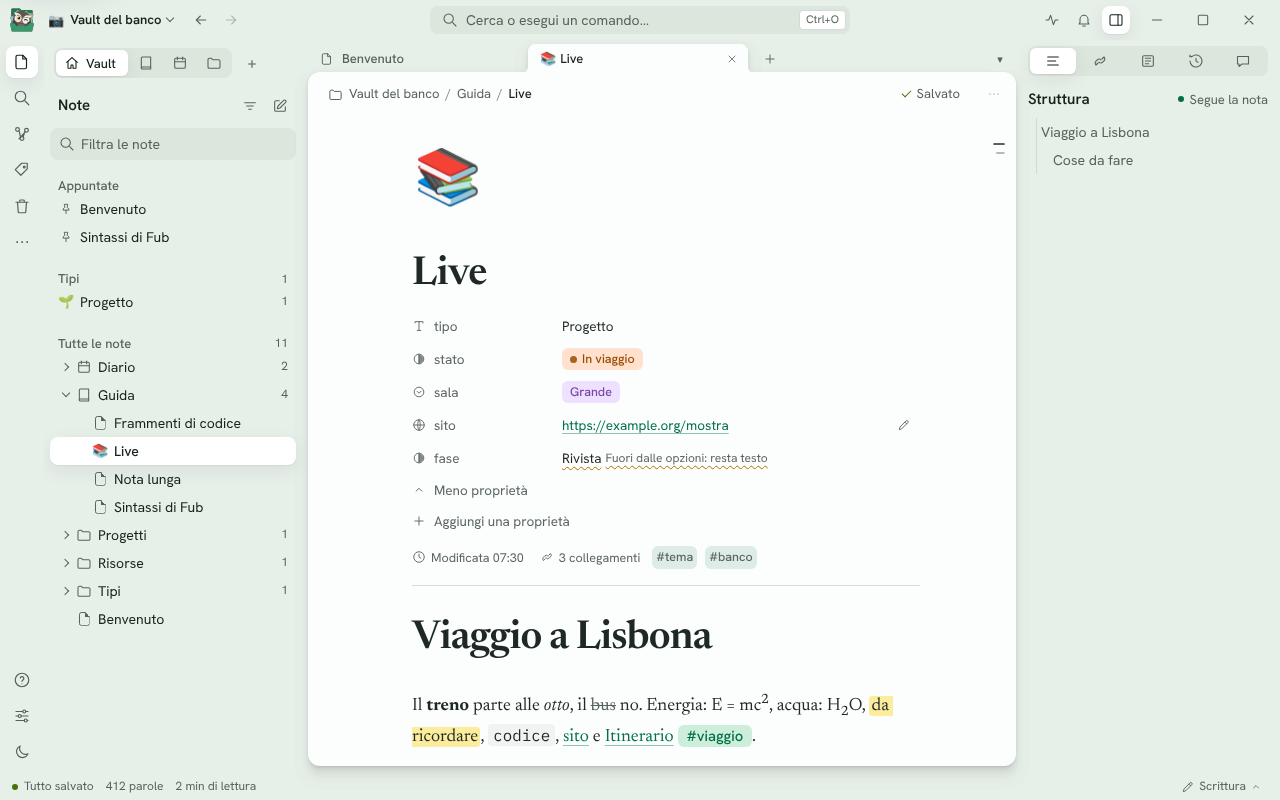 Vault del banco
Cerca o esegui un comando...
Ctrl+O
Vault
Benvenuto
Live
Note
Filtra le note
Appuntate
Benvenuto
Sintassi di Fub
Tipi 1
Progetto 1
Tutte le note 11
Diario 2
Guida 4
Frammenti di codice
Live
Nota lunga
Sintassi di Fub
Progetti 1
Risorse 1
Tipi 1
Benvenuto
Vault del banco / Guida / Live
Salvato
Live
tipo Progetto
stato In viaggio
sala Grande
sito https://example.org/mostra
fase Rivista Fuori dalle opzioni: resta testo
Meno proprietà
Aggiungi una proprietà
Modificata 07:30 3 collegamenti #tema #banco
Viaggio a Lisbona
Il treno parte alle otto, il bus no. Energia: E = mc², acqua: H₂O, da
ricordare, codice, sito e Itinerario #viaggio.
Struttura
Segue la nota
Viaggio a Lisbona
Cose da fare
Tutto salvato 412 parole 2 min di lettura
Scrittura